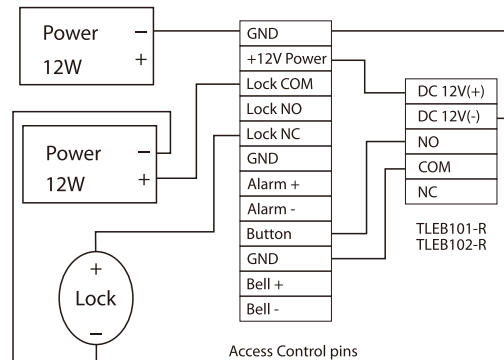 Power −
12W +
Power −
12W +
+
Lock
−
GND
+12V Power
Lock COM
Lock NO
Lock NC
GND
Alarm +
Alarm -
Button
GND
Bell +
Bell -
Access Control pins
DC 12V(+)
DC 12V(-)
NO
COM
NC
TLEB101-R
TLEB102-R